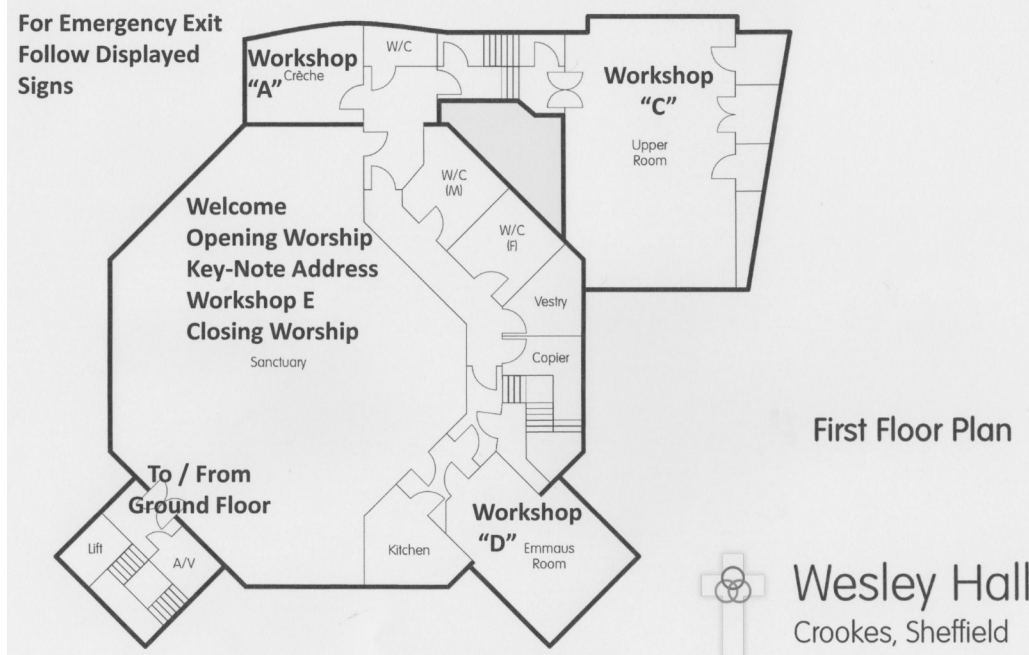 For Emergency Exit
Follow Displayed
Signs
Workshop
"A" Crèche
W/C
Workshop
"C"
Upper
Room
W/C
(M)
W/C
(F)
Welcome
Opening Worship
Key-Note Address
Workshop E
Closing Worship
Sanctuary
Vestry
Copier
First Floor Plan
To / From
Ground Floor
Lift
A/V
Kitchen
Workshop
"D" Emmaus
Room
Wesley Hall
Crookes, Sheffield